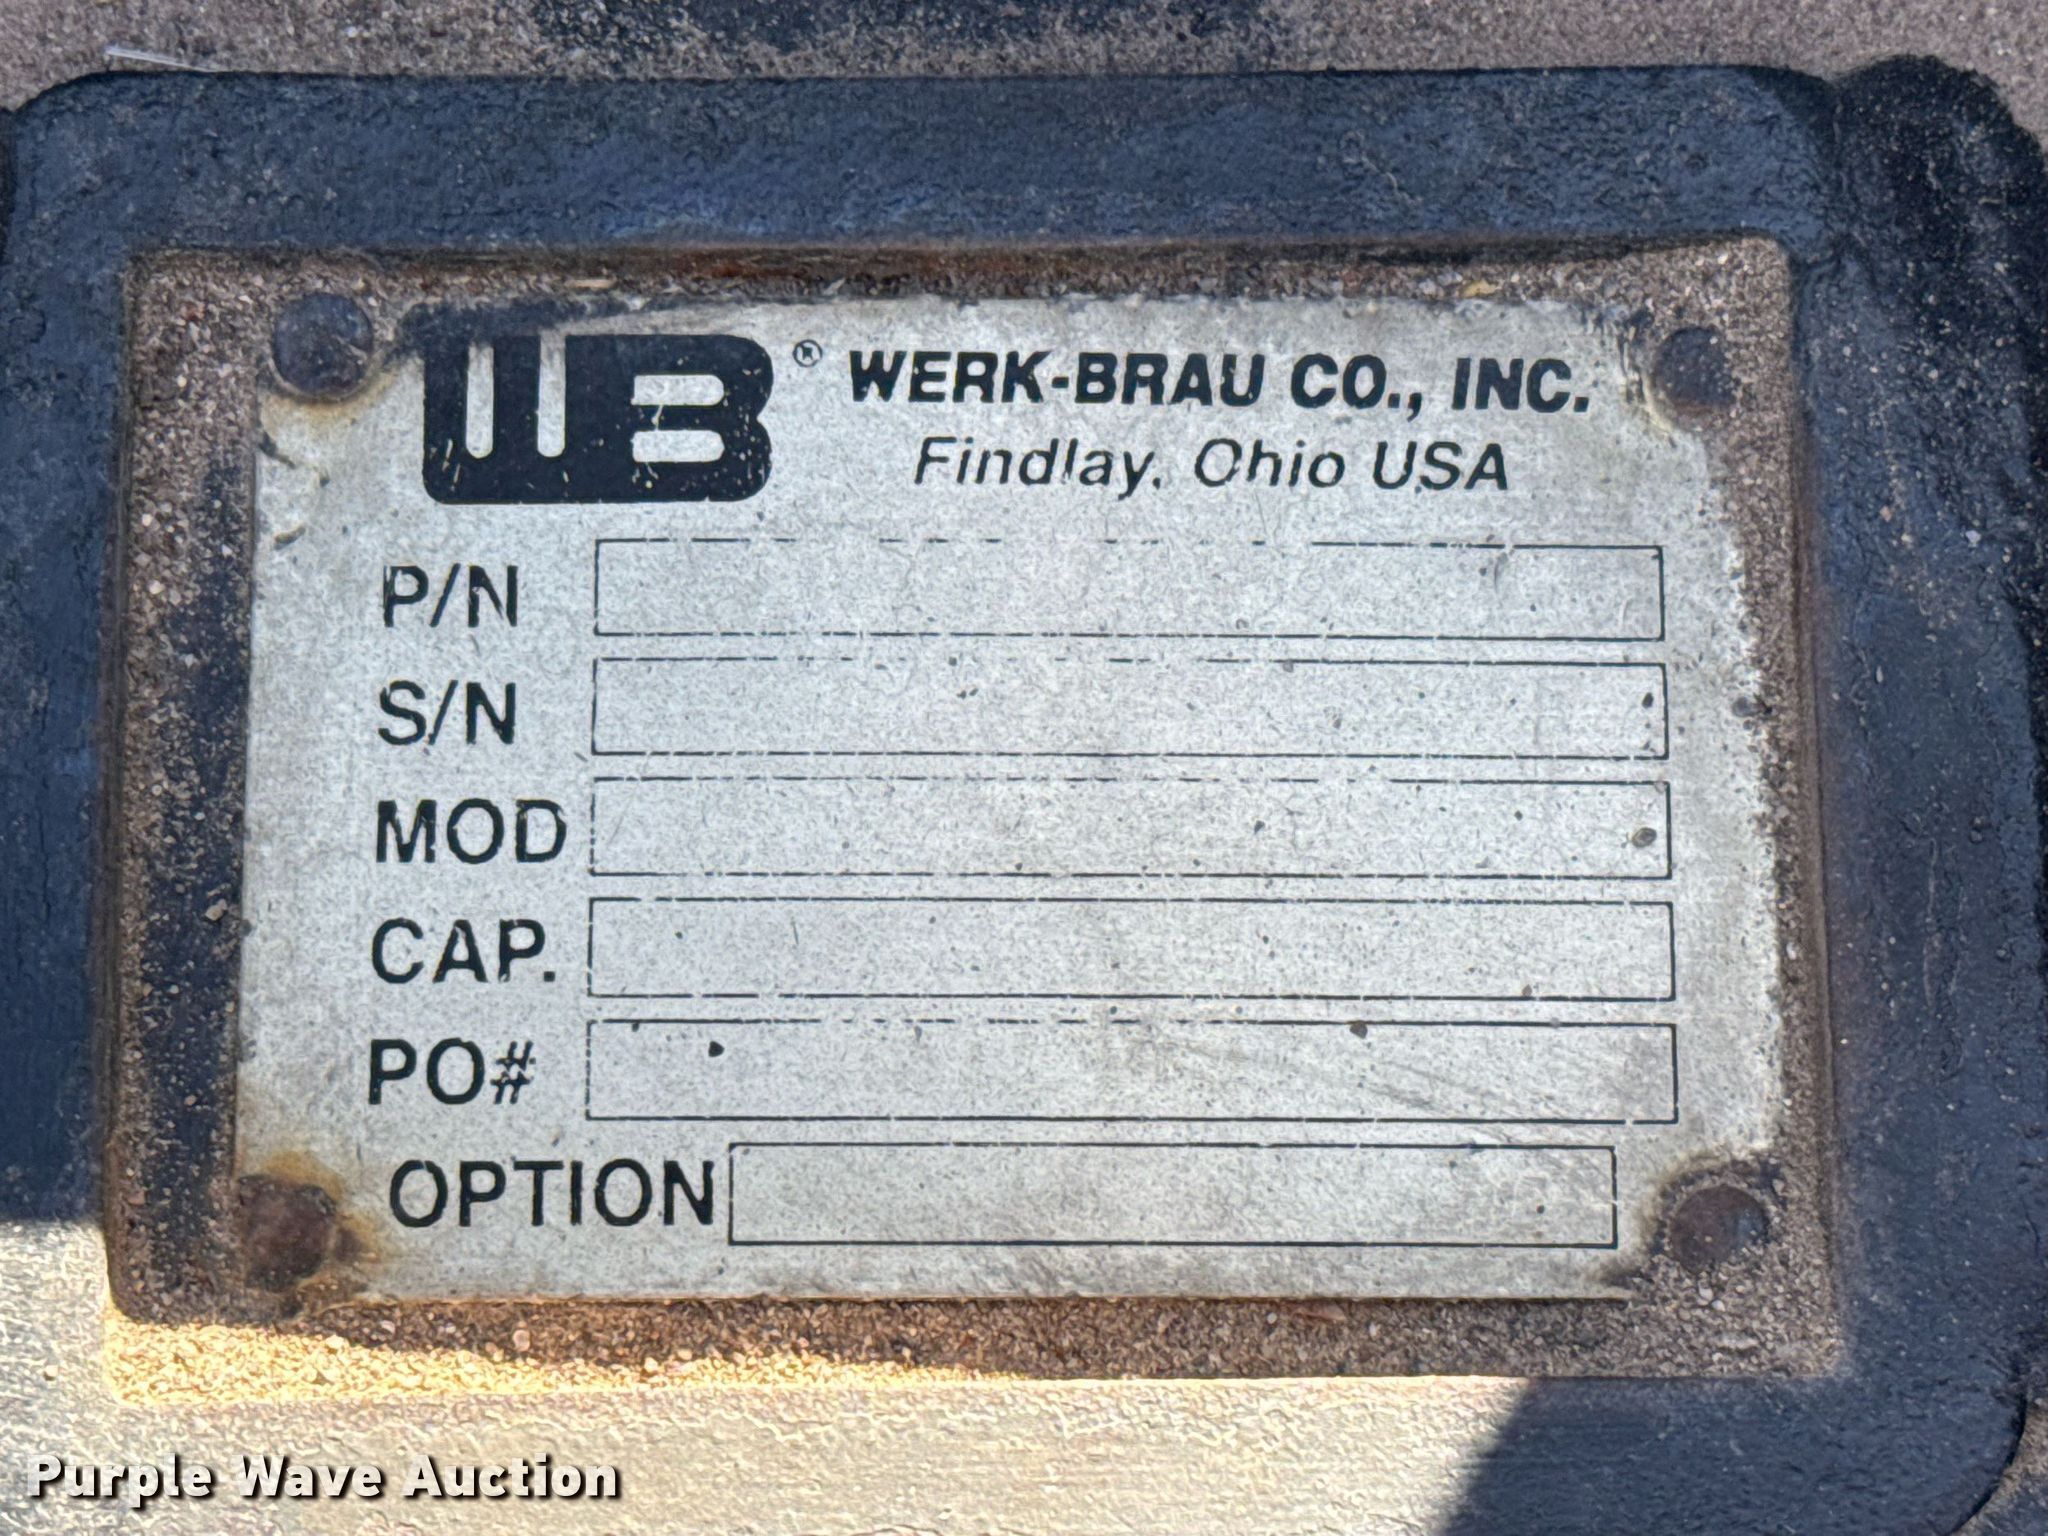 WB® WERK-BRAU CO., INC.
Findlay, Ohio USA
P/N
S/N
MOD
CAP.
PO#
OPTION
Purple Wave Auction